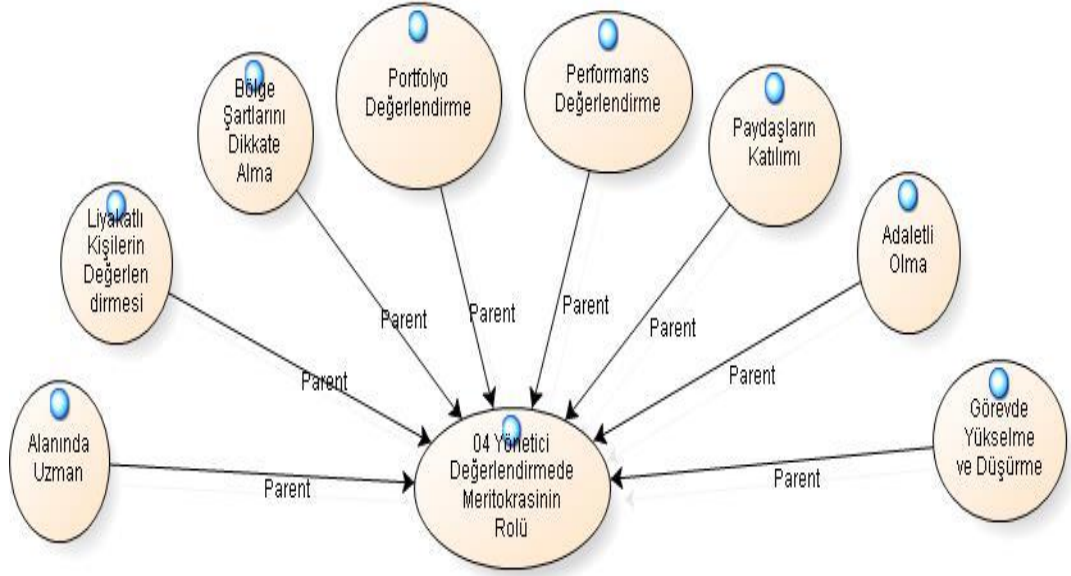 Portfolyo
Değerlendirme
Performans
Değerlendirme
Bölge
Şartlarını
Dikkate
Alma
Paydaşların
Katılımı
Liyakatlı
Kişilerin
Değerlen
dirmesi
Adaletli
Olma
Parent
Parent
Parent
Parent
Parent
Parent
Parent
Parent
Alanında
Uzman
04 Yönetici
Değerlendirmede
Meritokrasinin
Rolü
Görevde
Yükselme
ve Düşürme